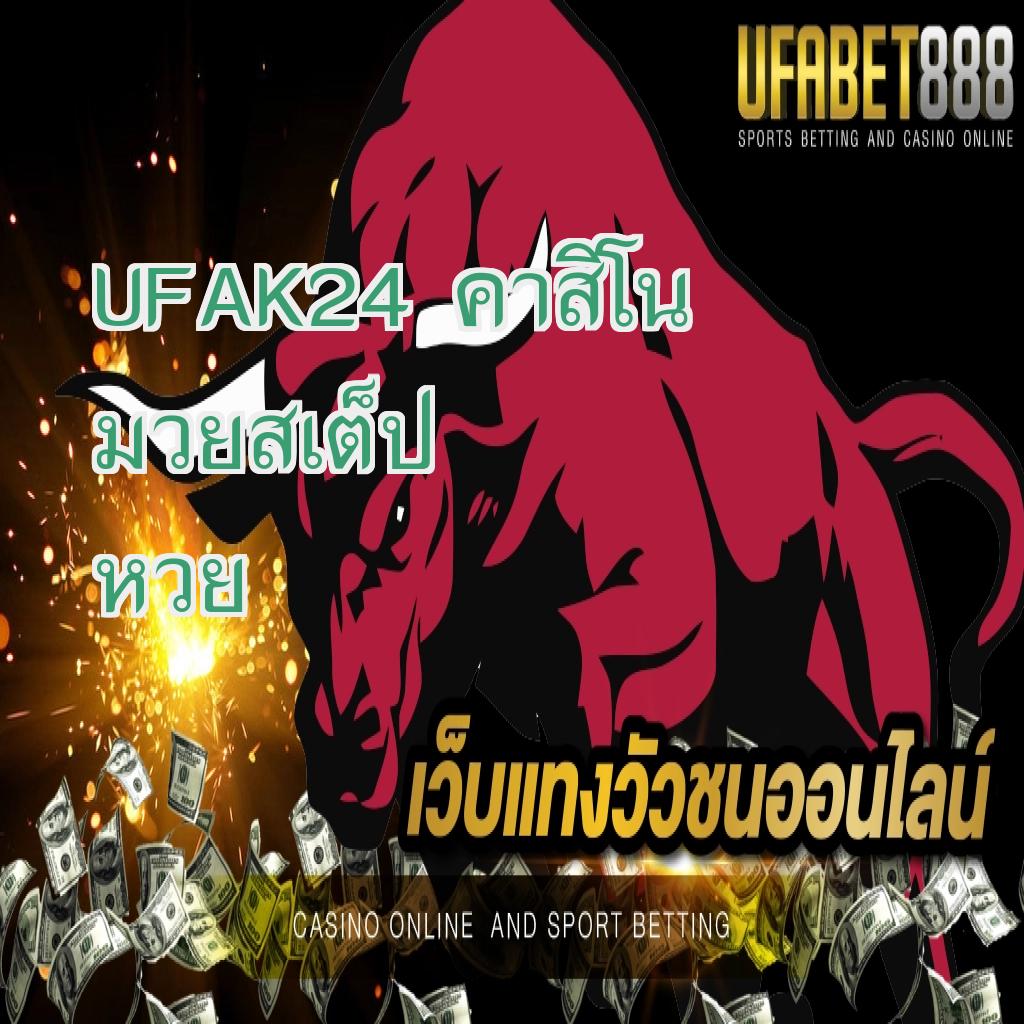 UFABET888
SPORTS BETTING AND CASINO ONLINE
UFAK24 คาสิโน
มวยสเต็ป
หวย
เว็บแทงวัวชนออนไลน์
CASINO ONLINE AND SPORT BETTING